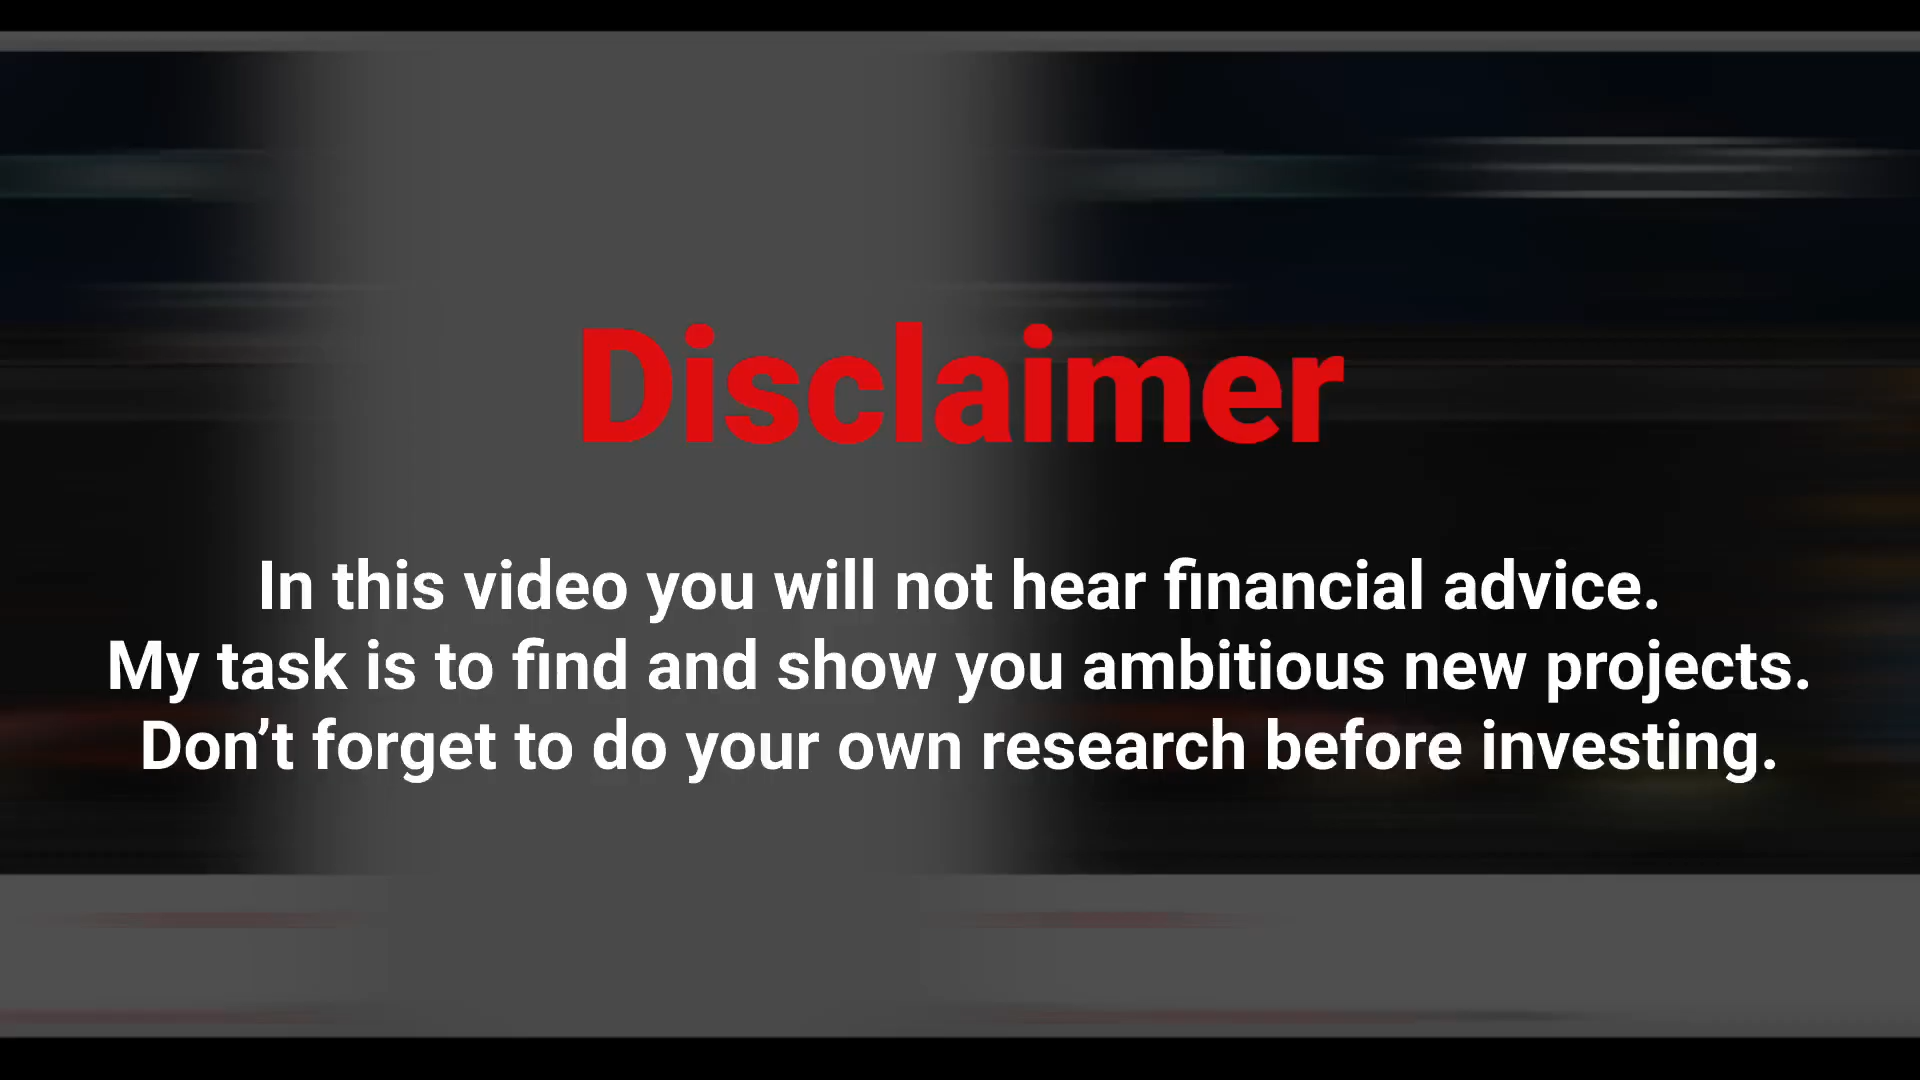 Disclaimer
In this video you will not hear financial advice.
My task is to find and show you ambitious new projects.
Don’t forget to do your own research before investing.